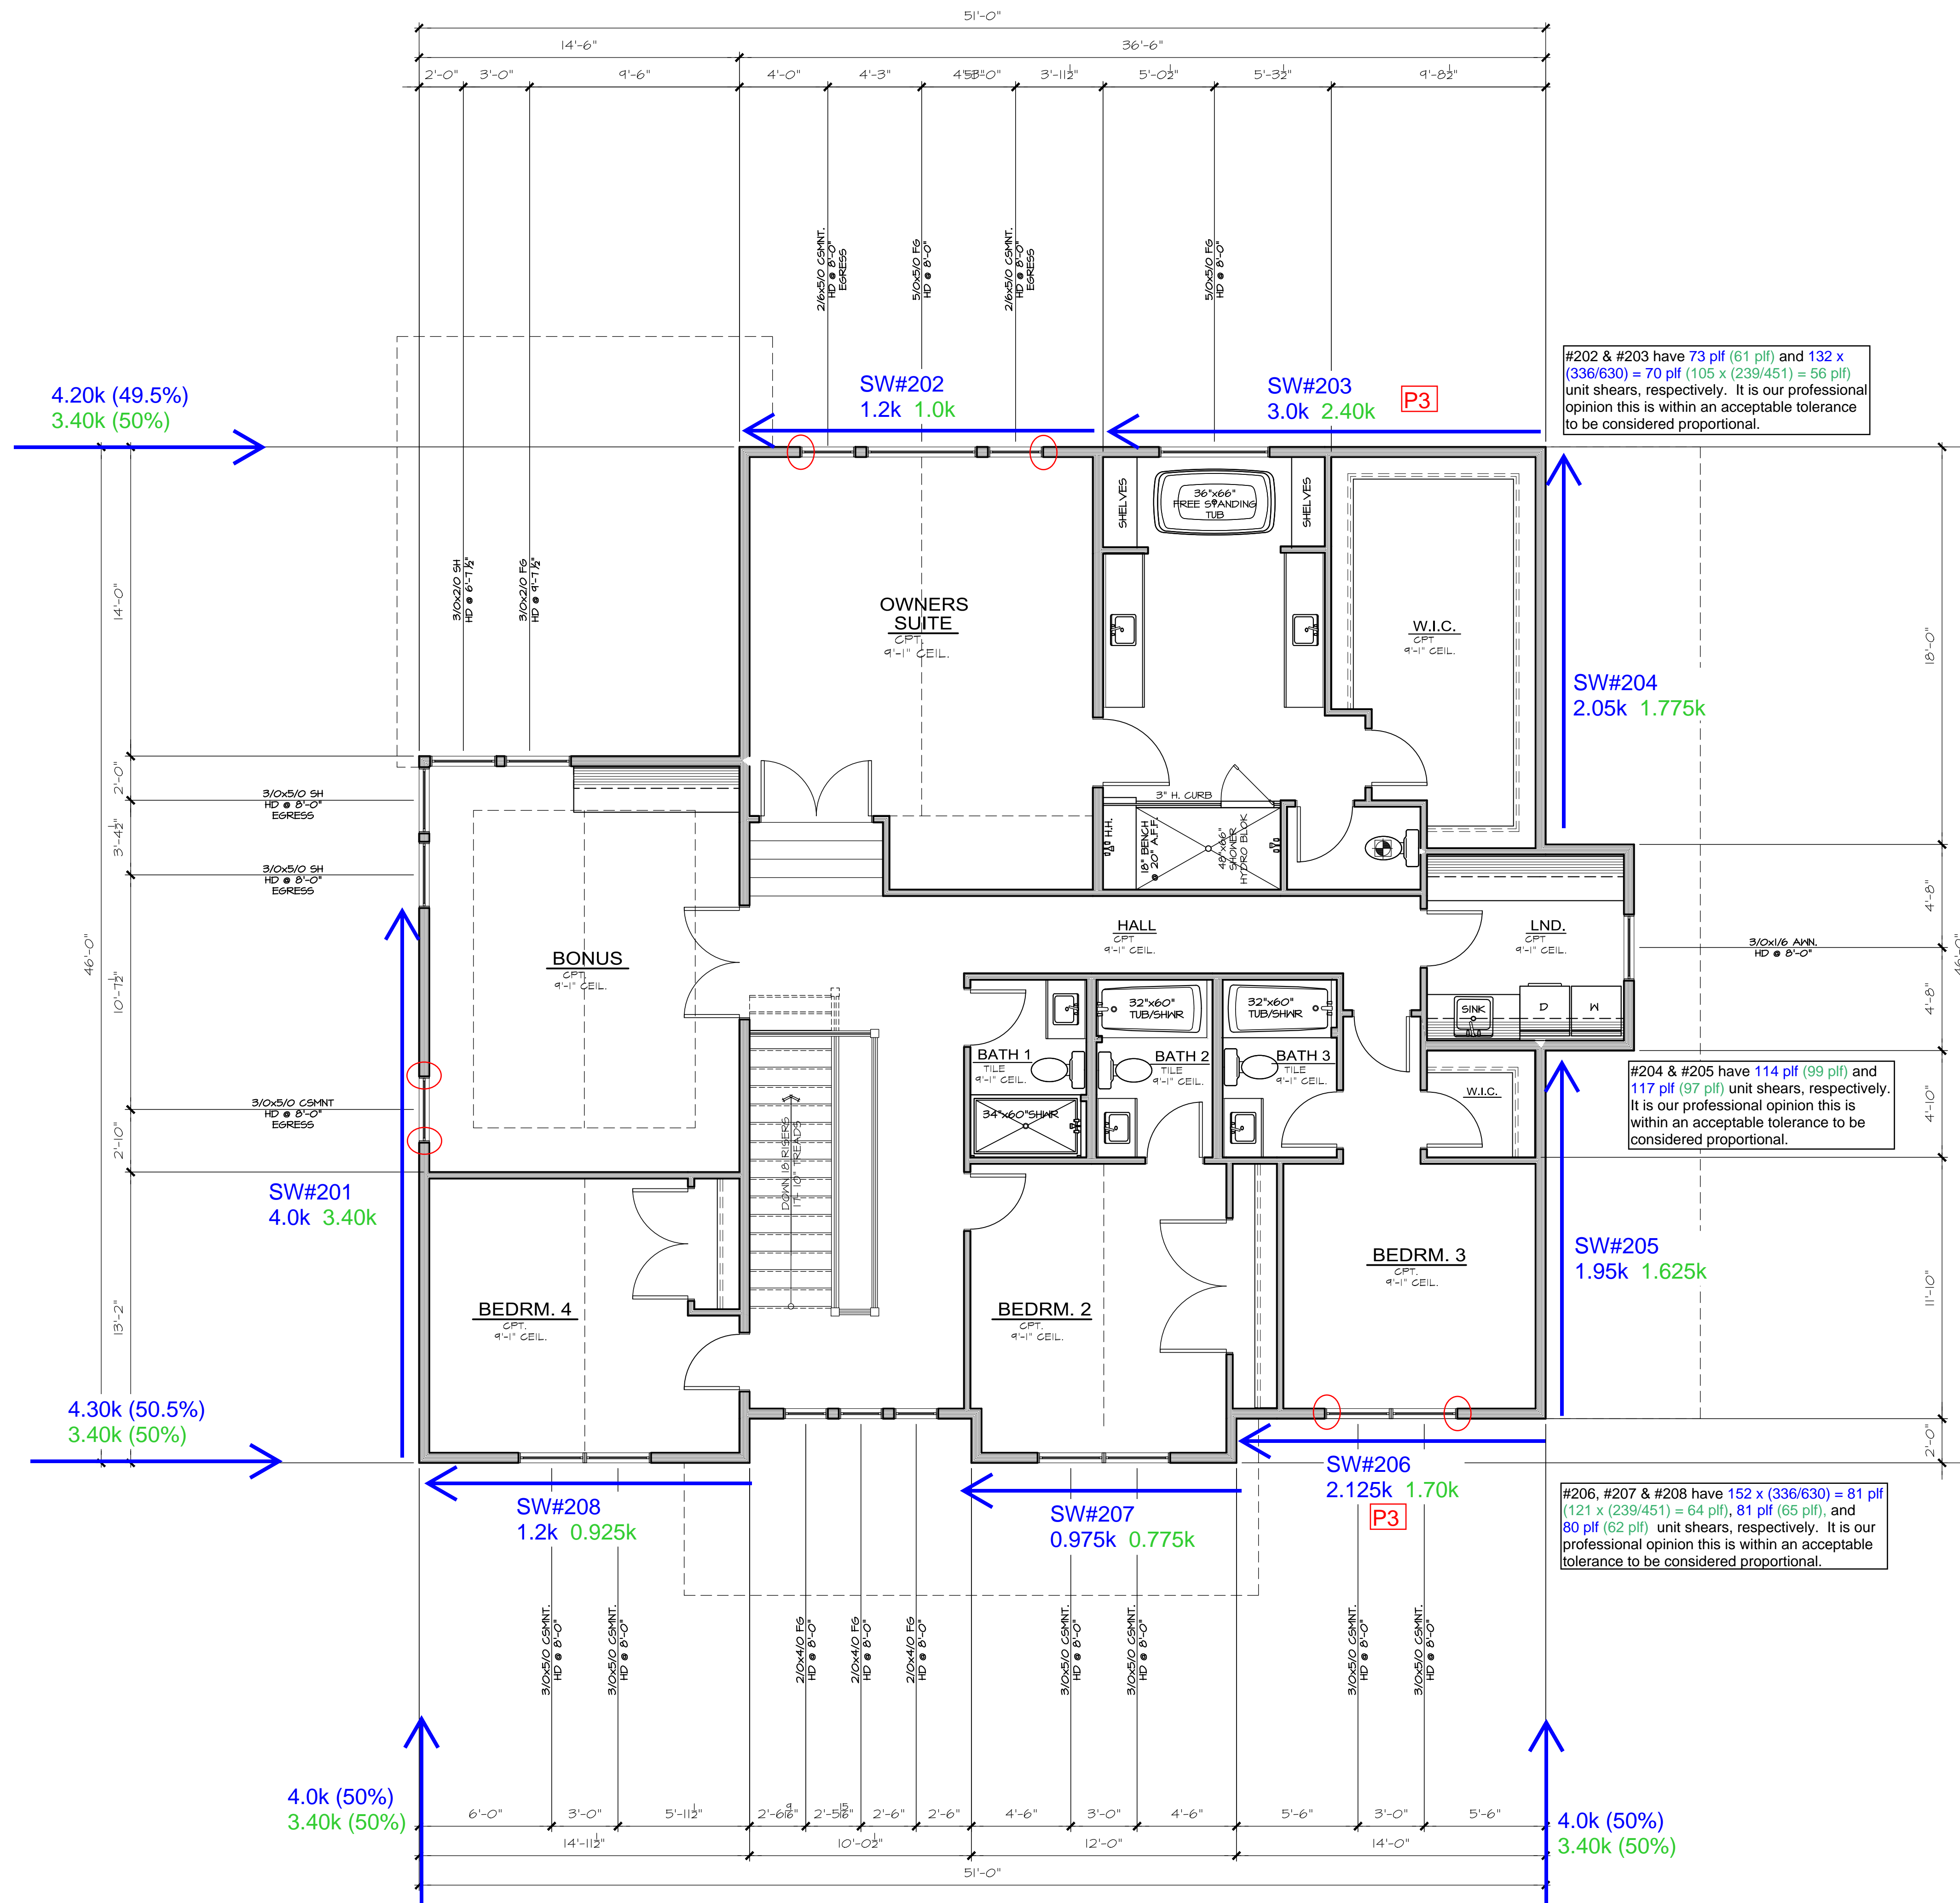 51'-0"
14'-6"
36'-6"
2'-0"
3'-0"
9'-6"
4'-0"
4'-3"
3'-11½"
5'-0½"
5'-3½"
9'-8½"
2/6x5/0 CSMNT.
HD @ 8'-0"
EGRESS
5/0x5/0 FG
HD @ 8'-0"
2/6x5/0 CSMNT.
HD @ 8'-0"
EGRESS
5/0x5/0 FG
HD @ 8'-0"
#202 & #203 have 73 plf (61 plf) and 132 x
(336/630) = 70 plf (105 x (239/451) = 56 plf)
unit shears, respectively. It is our professional
opinion this is within an acceptable tolerance
to be considered proportional.
4.20k (49.5%)
3.40k (50%)
SW#202
1.2k 1.0k
SW#203
3.0k 2.40k
P3
3/0x2/0 SH
HD @ 6'-7 ½"
3/0x2/0 FG
HD @ 9'-7 ½"
SHELVES
36"x66"
FREE STANDING
TUB
SHELVES
OWNERS
SUITE
CPT.
9'-1" CEIL.
W.I.C.
CPT
9'-1" CEIL.
14'-0"
18'-0"
SW#204
2.05k 1.775k
2'-0"
3'-4½"
10'-7½"
2'-10"
13'-2"
46'-0"
3/0x5/0 SH
HD @ 8'-0"
EGRESS
3/0x5/0 SH
HD @ 8'-0"
EGRESS
3/0x5/0 CSMNT
HD @ 8'-0"
EGRESS
3" H. CURB
H.H.
18" BENCH
@ 20" A.F.F.
48"x66"
SHOWER
HYDRO BLOK
BONUS
CPT.
9'-1" CEIL.
HALL
CPT
9'-1" CEIL.
LND.
CPT
9'-1" CEIL.
3/0x1/6 AWN.
HD @ 8'-0"
4'-8"
4'-8"
46'-0"
4'-10"
11'-10"
2'-0"
SINK
D
W
32"x60"
TUB/SHWR
32"x60"
TUB/SHWR
BATH 1
TILE
9'-1" CEIL.
BATH 2
TILE
9'-1" CEIL.
BATH 3
TILE
9'-1" CEIL.
34"x60"SHWR
W.I.C.
#204 & #205 have 114 plf (99 plf) and
117 plf (97 plf) unit shears, respectively.
It is our professional opinion this is
within an acceptable tolerance to be
considered proportional.
DOWN 18 RISERS
17- 10" TREADS
SW#201
4.0k 3.40k
SW#205
1.95k 1.625k
BEDRM. 4
CPT.
9'-1" CEIL.
BEDRM. 2
CPT.
9'-1" CEIL.
BEDRM. 3
CPT.
9'-1" CEIL.
4.30k (50.5%)
3.40k (50%)
SW#208
1.2k 0.925k
SW#207
0.975k 0.775k
SW#206
2.125k 1.70k
P3
#206, #207 & #208 have 152 x (336/630) = 81 plf
(121 x (239/451) = 64 plf), 81 plf (65 plf), and
80 plf (62 plf) unit shears, respectively. It is our
professional opinion this is within an acceptable
tolerance to be considered proportional.
3/0x5/0 CSMNT.
HD @ 8'-0"
3/0x5/0 CSMNT.
HD @ 8'-0"
2/0x4/0 FG
HD @ 8'-0"
2/0x4/0 FG
HD @ 8'-0"
2/0x4/0 FG
HD @ 8'-0"
3/0x5/0 CSMNT.
HD @ 8'-0"
3/0x5/0 CSMNT.
HD @ 8'-0"
3/0x5/0 CSMNT.
HD @ 8'-0"
3/0x5/0 CSMNT.
HD @ 8'-0"
4.0k (50%)
3.40k (50%)
4.0k (50%)
3.40k (50%)
6'-0"
3'-0"
5'-11½"
2'-6"
2'-6"
4'-6"
3'-0"
4'-6"
5'-6"
3'-0"
5'-6"
14'-11½"
10'-0½"
12'-0"
14'-0"
51'-0"